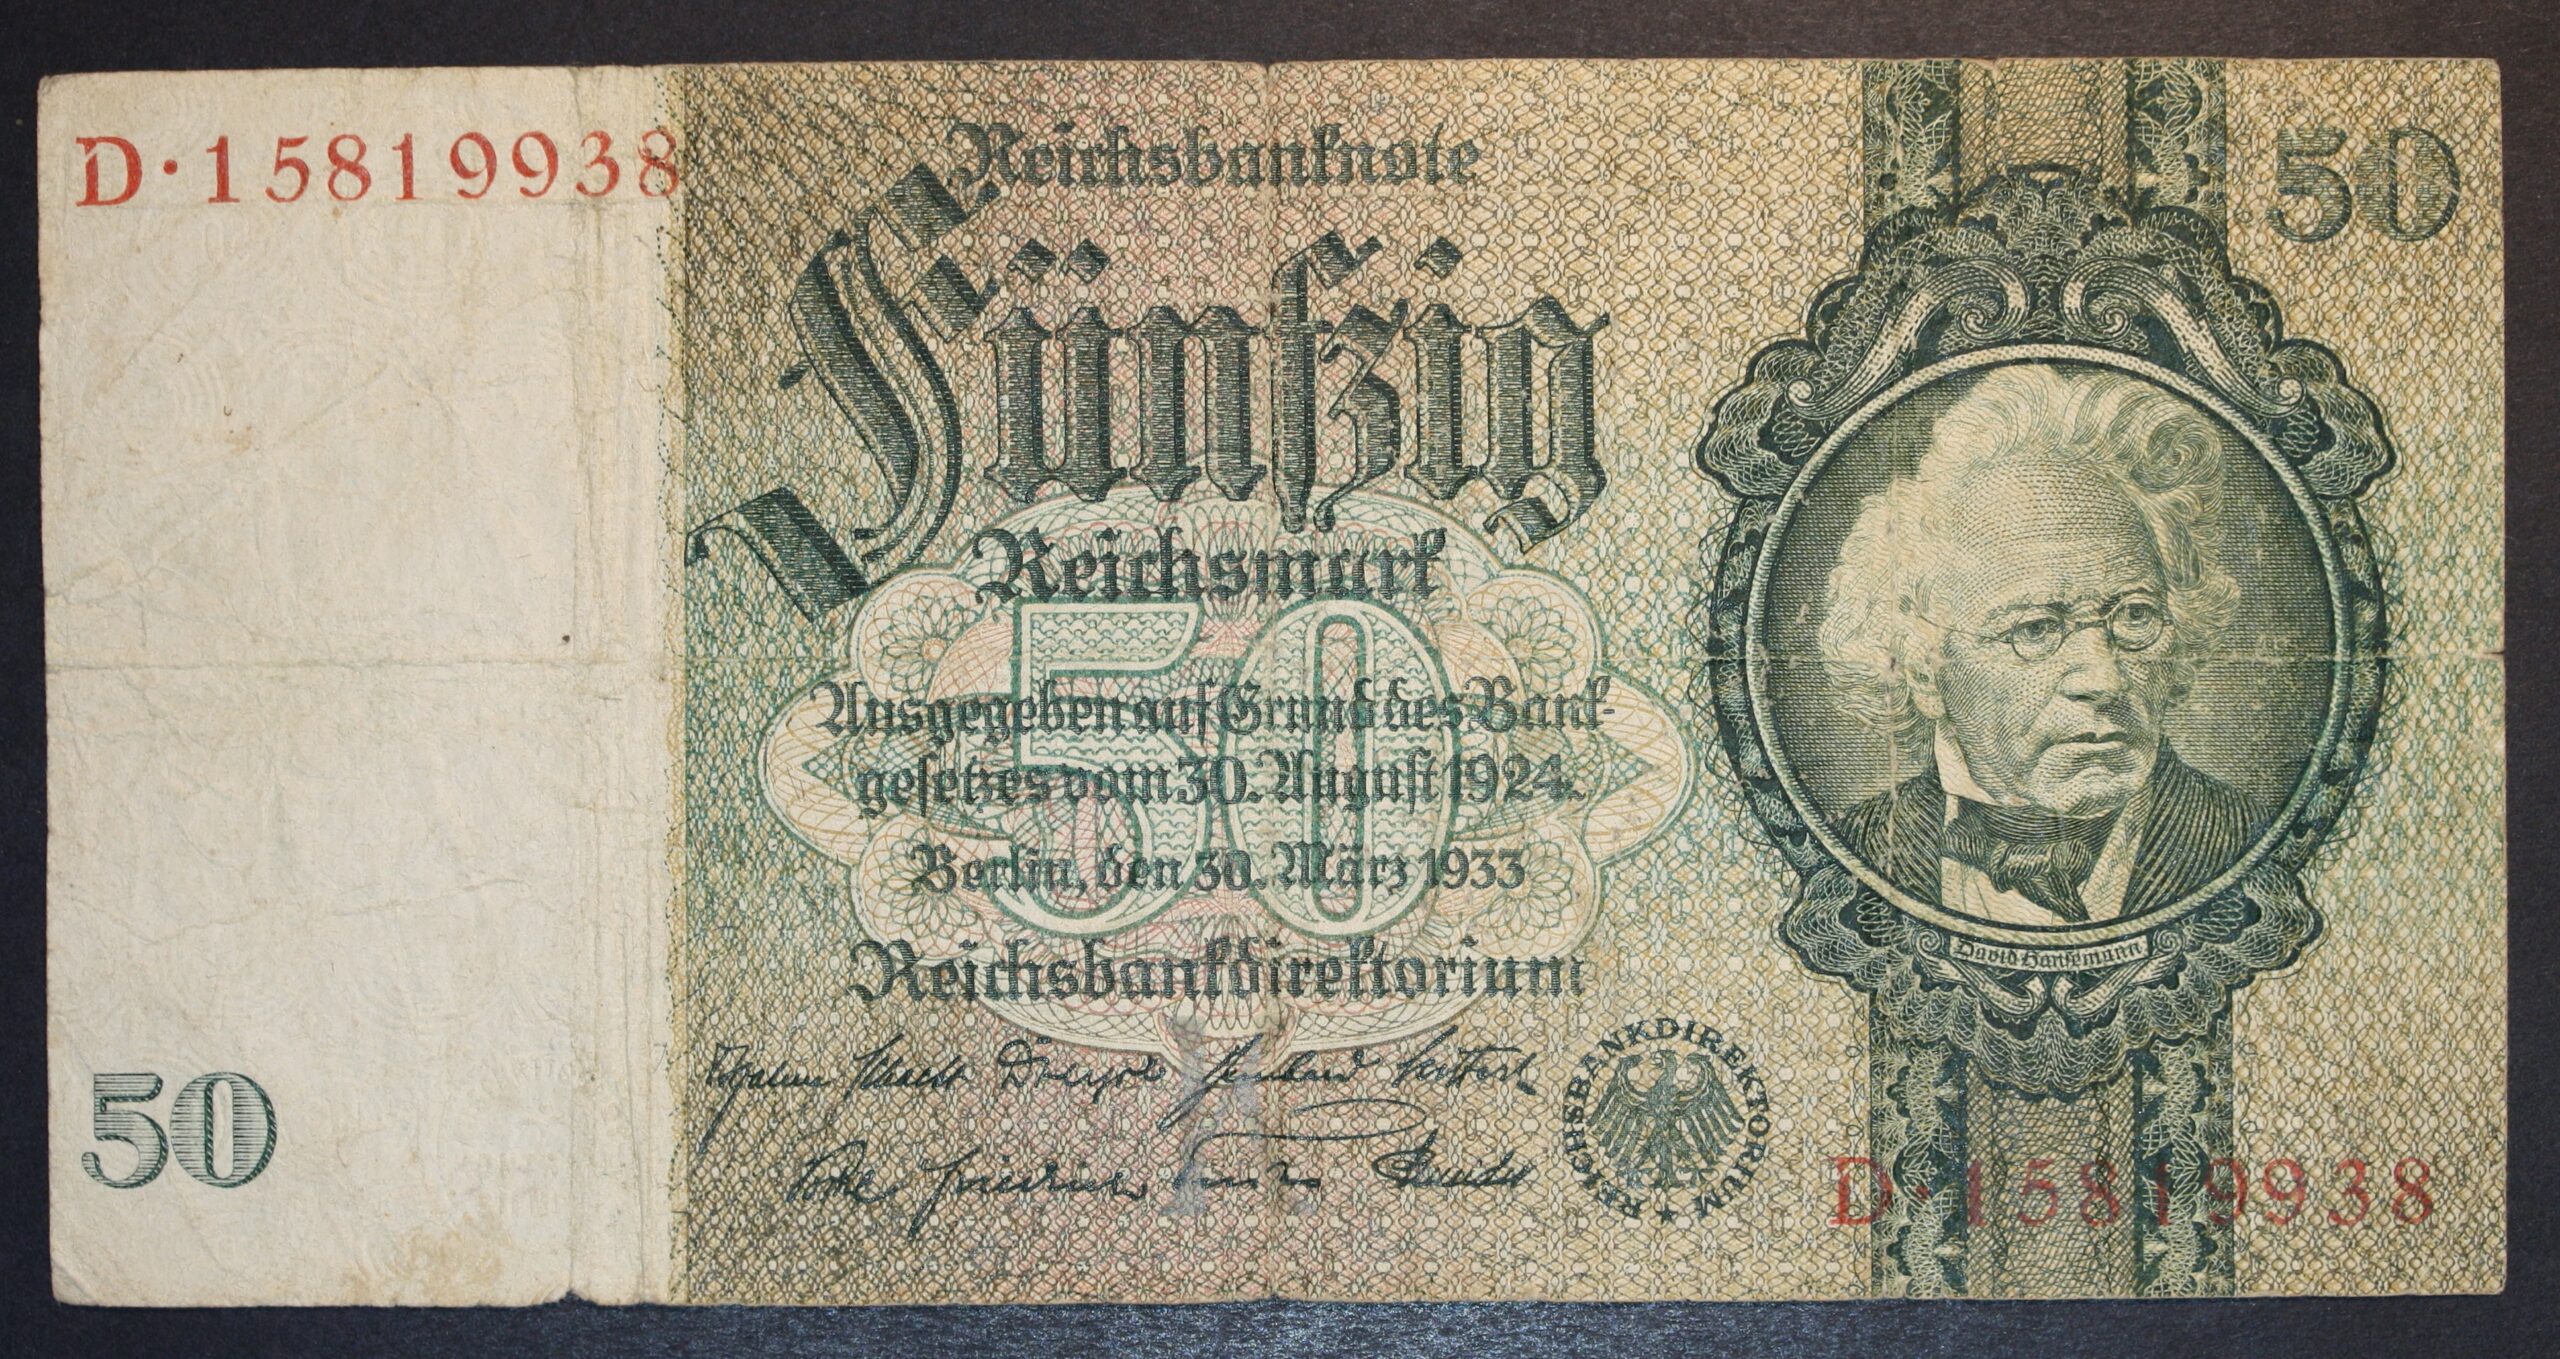 D·15819938
Reichsbanknote
50
Fünfzig
Reichsmark
50
Ausgegeben auf Grund des Bank-
gesetzes vom 30. August 1924.
Berlin, den 30. März 1933
Reichsbankdirektorium
David Hansemann
REICHSBANKDIREKTORIUM
50
D·15819938